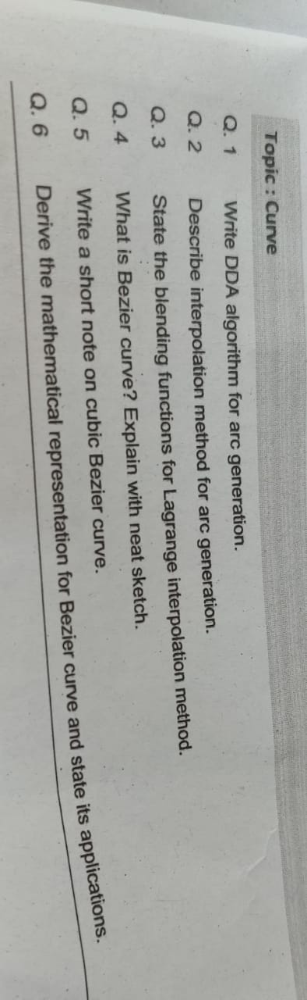 Topic : Curve
Q. 1 Write DDA algorithm for arc generation.
Q. 2 Describe interpolation method for arc generation.
Q. 3 State the blending functions for Lagrange interpolation method.
Q. 4 What is Bezier curve? Explain with neat sketch.
Q. 5 Write a short note on cubic Bezier curve.
Q. 6 Derive the mathematical representation for Bezier curve and state its applications.